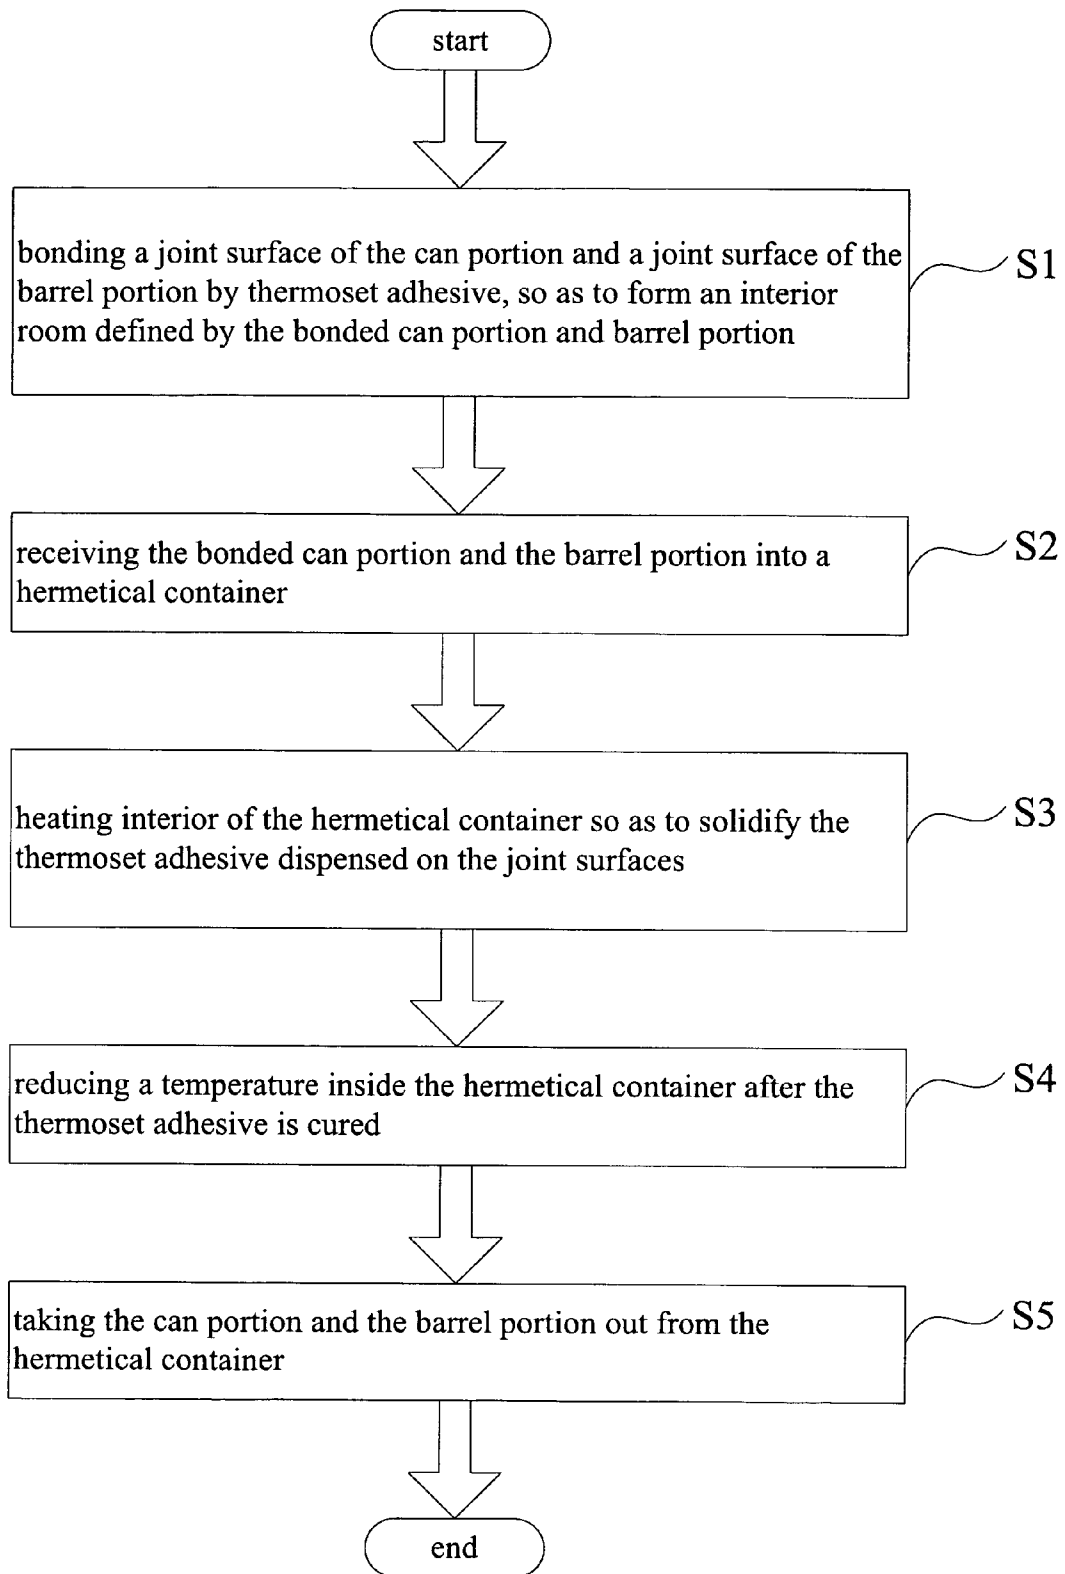 start
bonding a joint surface of the can portion and a joint surface of the
barrel portion by thermoset adhesive, so as to form an interior
room defined by the bonded can portion and barrel portion
S1
receiving the bonded can portion and the barrel portion into a
hermetical container
S2
heating interior of the hermetical container so as to solidify the
thermoset adhesive dispensed on the joint surfaces
S3
reducing a temperature inside the hermetical container after the
thermoset adhesive is cured
S4
taking the can portion and the barrel portion out from the
hermetical container
S5
end